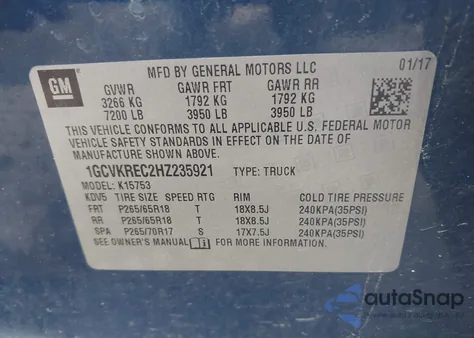 GM
MFD BY GENERAL MOTORS LLC 01/17
GVWR GAWR FRT GAWR RR
3266 KG 1792 KG 1792 KG
7200 LB 3950 LB 3950 LB
THIS VEHICLE CONFORMS TO ALL APPLICABLE U.S. FEDERAL MOTOR
VEHICLE SAFETY STANDARDS IN EFFECT ON THE DATE OF
MANUFACTURE SHOWN ABOVE.
1GCVKREC2HZ235921 TYPE: TRUCK
MODEL: K15753
KDV5 TIRE SIZE SPEED RTG RIM COLD TIRE PRESSURE
FRT P265/65R18 T 18X8.5J 240KPA(35PSI)
RR P265/65R18 T 18X8.5J 240KPA(35PSI)
SPA P265/70R17 S 17X7.5J 240KPA(35PSI)
SEE OWNER'S MANUAL FOR MORE INFORMATION.
autoSnap